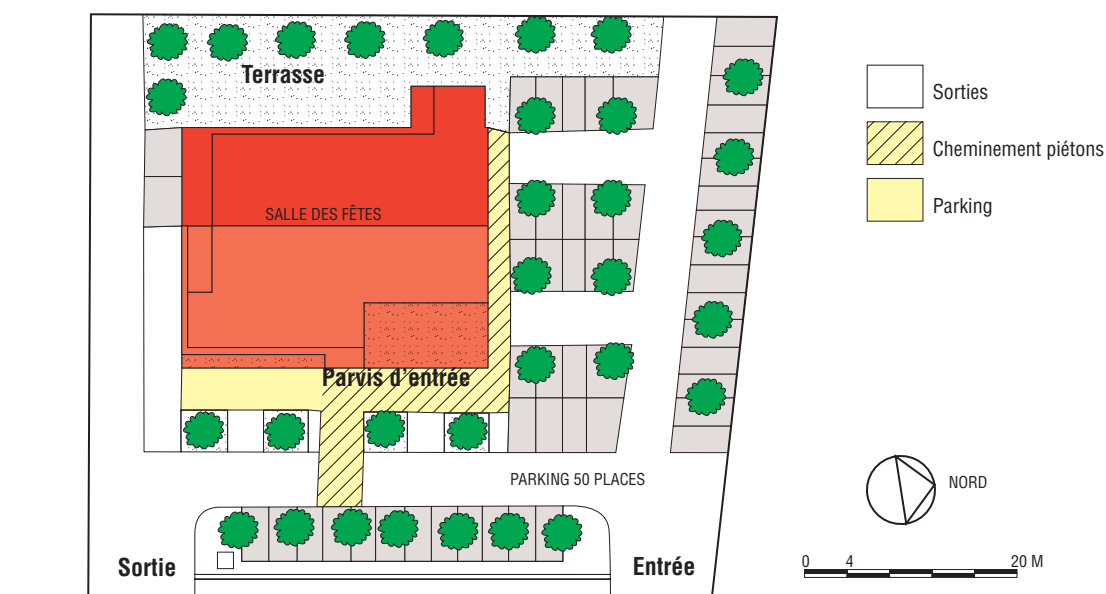 Terrasse
SALLE DES FÊTES
Parvis d'entrée
PARKING 50 PLACES
Sortie
Entrée
Sorties
Cheminement piétons
Parking
NORD
0 4 20 M